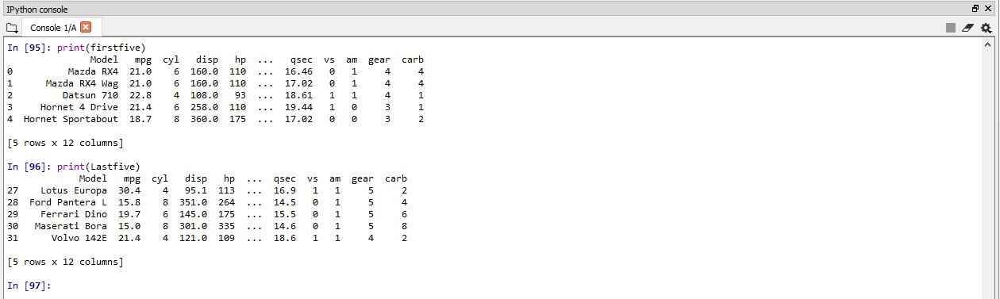 IPython console
Console 1/A
In [95]: print(firstfive)
               Model   mpg  cyl   disp   hp  ...   qsec  vs  am  gear  carb
0          Mazda RX4  21.0    6  160.0  110  ...  16.46   0   1     4     4
1      Mazda RX4 Wag  21.0    6  160.0  110  ...  17.02   0   1     4     4
2         Datsun 710  22.8    4  108.0   93  ...  18.61   1   1     4     1
3     Hornet 4 Drive  21.4    6  258.0  110  ...  19.44   1   0     3     1
4  Hornet Sportabout  18.7    8  360.0  175  ...  17.02   0   0     3     2
[5 rows x 12 columns]
In [96]: print(Lastfive)
             Model   mpg  cyl   disp   hp  ...  qsec  vs  am  gear  carb
27    Lotus Europa  30.4    4   95.1  113  ...  16.9   1   1     5     2
28  Ford Pantera L  15.8    8  351.0  264  ...  14.5   0   1     5     4
29    Ferrari Dino  19.7    6  145.0  175  ...  15.5   0   1     5     6
30   Maserati Bora  15.0    8  301.0  335  ...  14.6   0   1     5     8
31      Volvo 142E  21.4    4  121.0  109  ...  18.6   1   1     4     2
[5 rows x 12 columns]
In [97]: